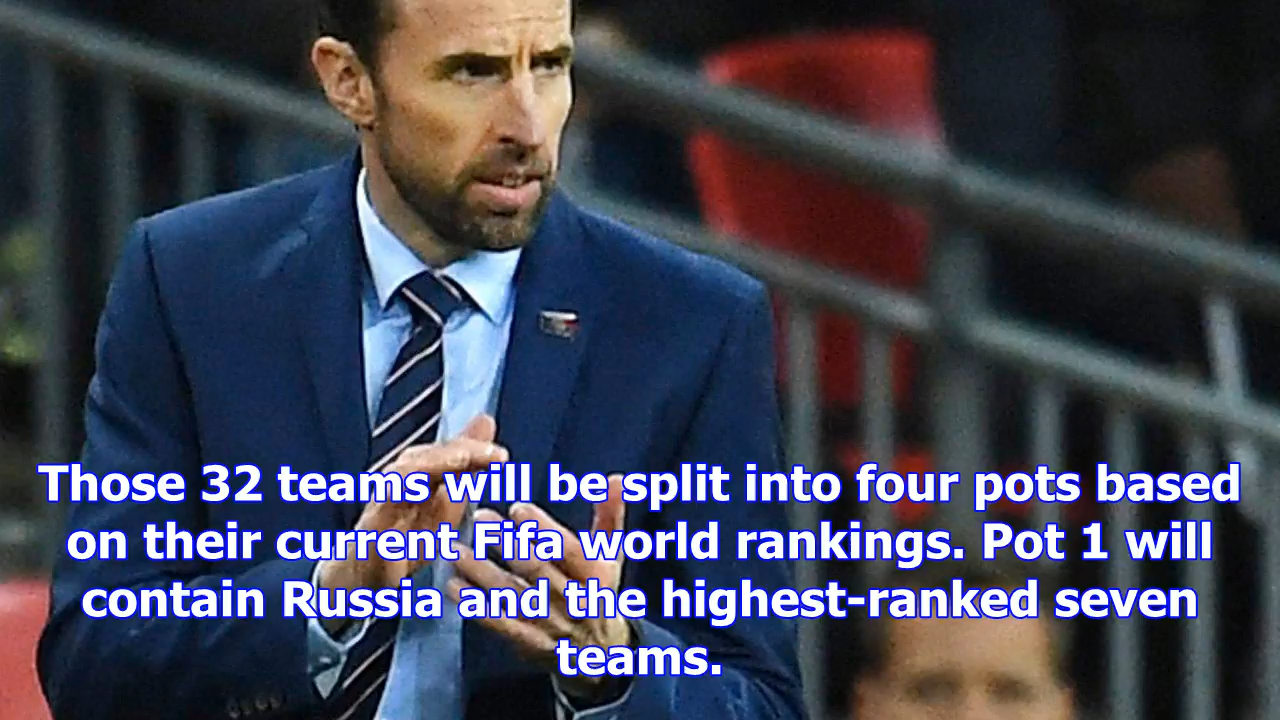 Those 32 teams will be split into four pots based
on their current Fifa world rankings. Pot 1 will
contain Russia and the highest-ranked seven
teams.